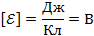 [ℰ] = Дж/Кл = В